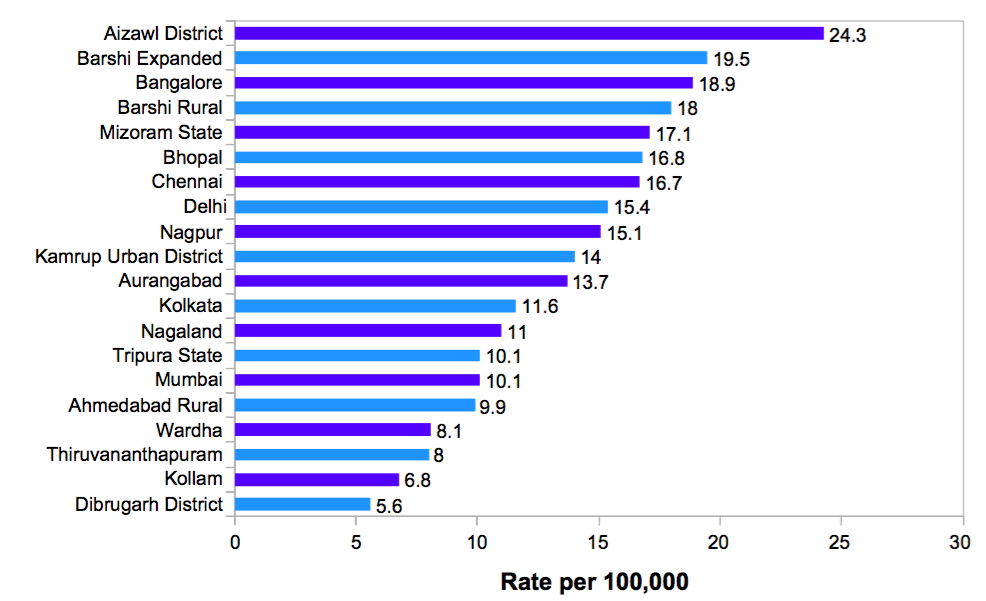 Aizawl District 24.3
Barshi Expanded 19.5
Bangalore 18.9
Barshi Rural 18
Mizoram State 17.1
Bhopal 16.8
Chennai 16.7
Delhi 15.4
Nagpur 15.1
Kamrup Urban District 14
Aurangabad 13.7
Kolkata 11.6
Nagaland 11
Tripura State 10.1
Mumbai 10.1
Ahmedabad Rural 9.9
Wardha 8.1
Thiruvananthapuram 8
Kollam 6.8
Dibrugarh District 5.6
0 5 10 15 20 25 30
Rate per 100,000